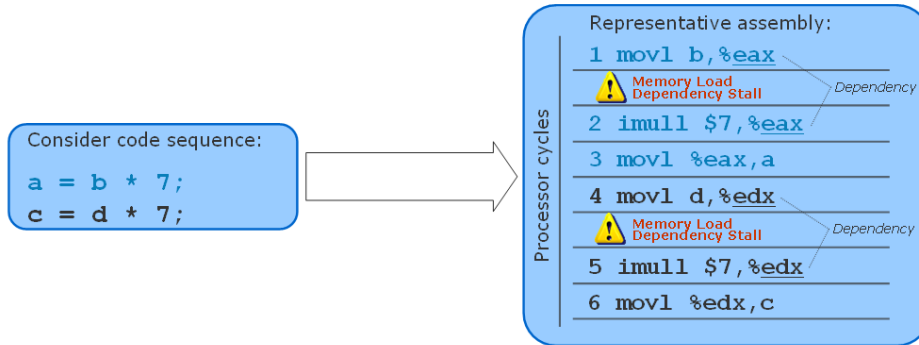 Consider code sequence:
a = b * 7;
c = d * 7;
Representative assembly:
Processor cycles
1 movl b,%eax
Memory Load
Dependency Stall
Dependency
2 imull $7,%eax
3 movl %eax,a
4 movl d,%edx
Memory Load
Dependency Stall
Dependency
5 imull $7,%edx
6 movl %edx,c